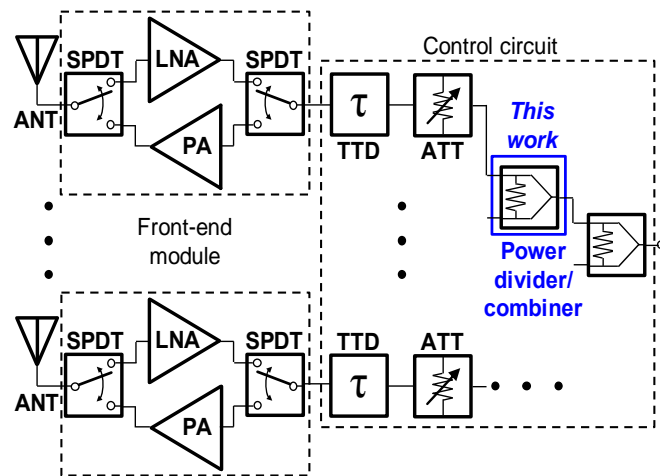 Control circuit
SPDT
LNA
SPDT
ANT
PA
τ
TTD
ATT
This
work
Front-end
module
Power
divider/
combiner
SPDT
LNA
SPDT
ANT
PA
TTD
τ
ATT